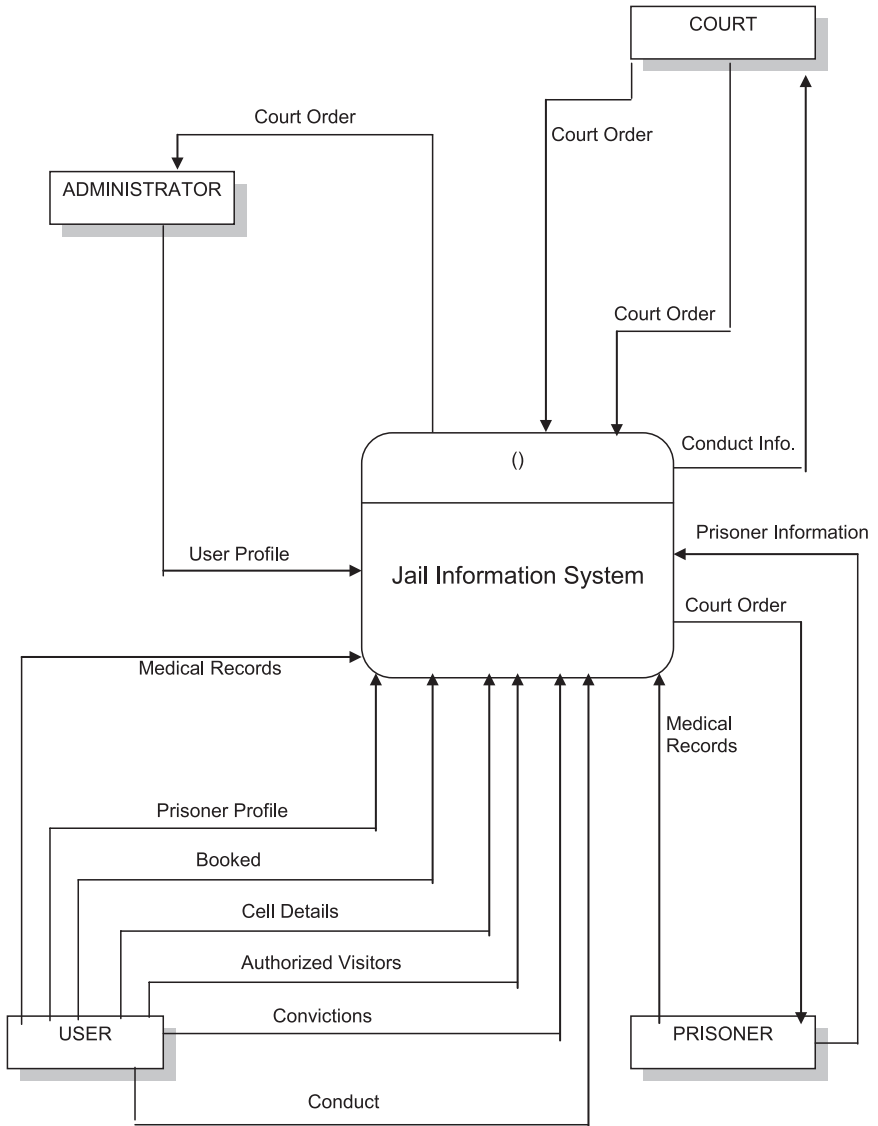 COURT
Court Order
Court Order
ADMINISTRATOR
Court Order
Conduct Info.
()
Prisoner Information
User Profile
Jail Information System
Court Order
Medical Records
Medical
Records
Prisoner Profile
Booked
Cell Details
Authorized Visitors
Convictions
USER
PRISONER
Conduct